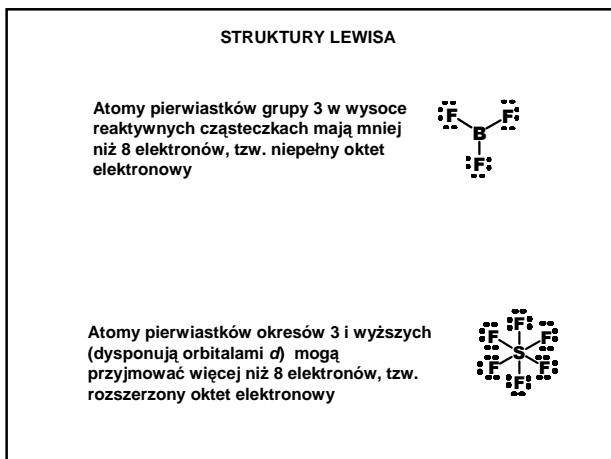 STRUKTURY LEWISA
Atomy pierwiastków grupy 3 w wysoce
reaktywnych cząsteczkach mają mniej
niż 8 elektronów, tzw. niepełny oktet
elektronowy
F F
B
F
Atomy pierwiastków okresów 3 i wyższych
(dysponują orbitalami d) mogą
przyjmować więcej niż 8 elektronów, tzw.
rozszerzony oktet elektronowy
F
F F
S
F F
F